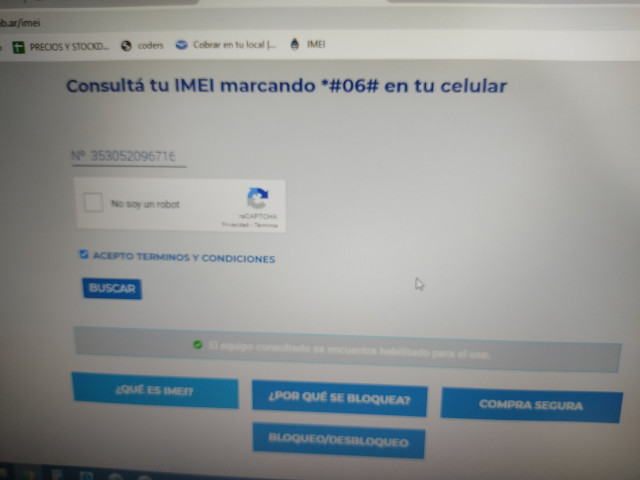 b.ar/imei
PRECIOS Y STOCKD... coders Cobrar en tu local |... IMEI
Consultá tu IMEI marcando *#06# en tu celular
Nº 353052096716
No soy un robot
reCAPTCHA
Privacidad - Términos
ACEPTO TERMINOS Y CONDICIONES
BUSCAR
El equipo consultado se encuentra habilitado para el uso.
¿QUÉ ES IMEI? ¿POR QUÉ SE BLOQUEA? COMPRA SEGURA
BLOQUEO/DESBLOQUEO